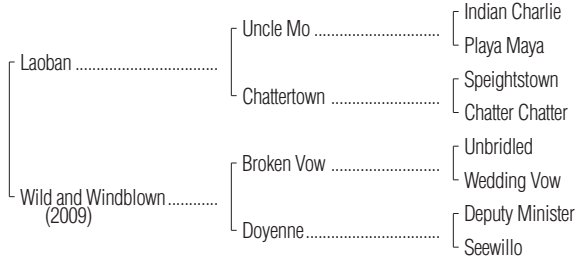 Indian Charlie
Uncle Mo ................................
Playa Maya
Laoban ....................................
Speightstown
Chattertown ............................
Chatter Chatter
Unbridled
Broken Vow ............................
Wedding Vow
Wild and Windblown............
(2009)
Deputy Minister
Doyenne..................................
Seewillo